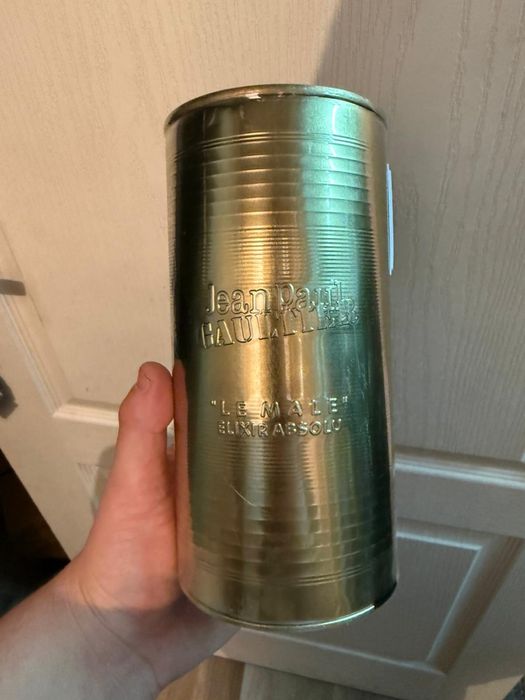 Jean Paul
GAULTIER
"LE MALE"
ELIXIR ABSOLU